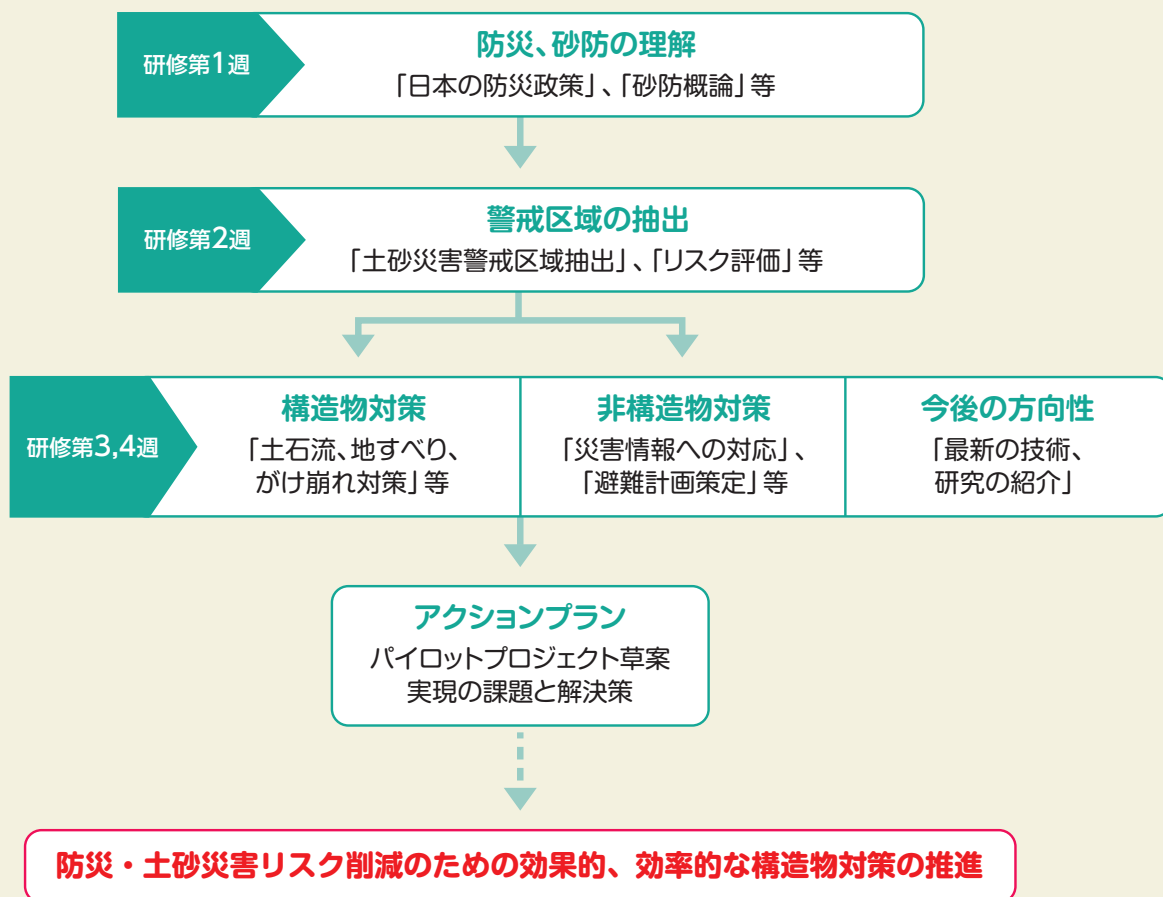 研修第1週
防災、砂防の理解
「日本の防災政策」、「砂防概論」等
研修第2週
警戒区域の抽出
「土砂災害警戒区域抽出」、「リスク評価」等
研修第3,4週
構造物対策
「土石流、地すべり、
がけ崩れ対策」等
非構造物対策
「災害情報への対応」、
「避難計画策定」等
今後の方向性
「最新の技術、
研究の紹介」
アクションプラン
パイロットプロジェクト草案
実現の課題と解決策
防災・土砂災害リスク削減のための効果的、効率的な構造物対策の推進